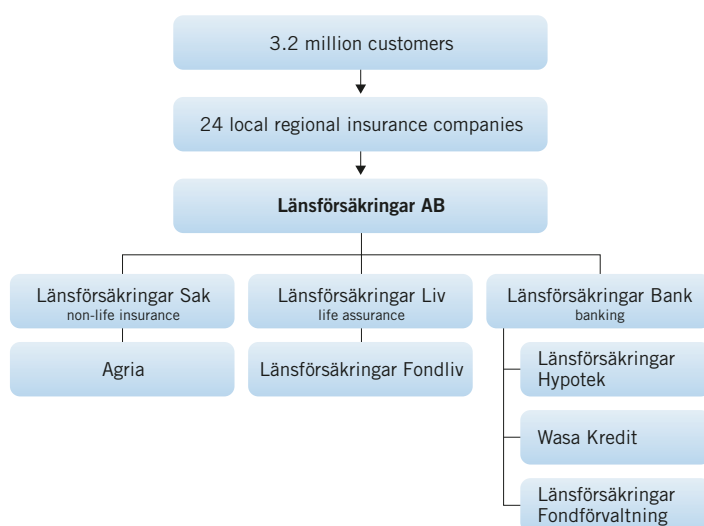 3.2 million customers
24 local regional insurance companies
Länsförsäkringar AB
Länsförsäkringar Sak
non-life insurance
Agria
Länsförsäkringar Liv
life assurance
Länsförsäkringar Fondliv
Länsförsäkringar Bank
banking
Länsförsäkringar
Hypotek
Wasa Kredit
Länsförsäkringar
Fondförvaltning